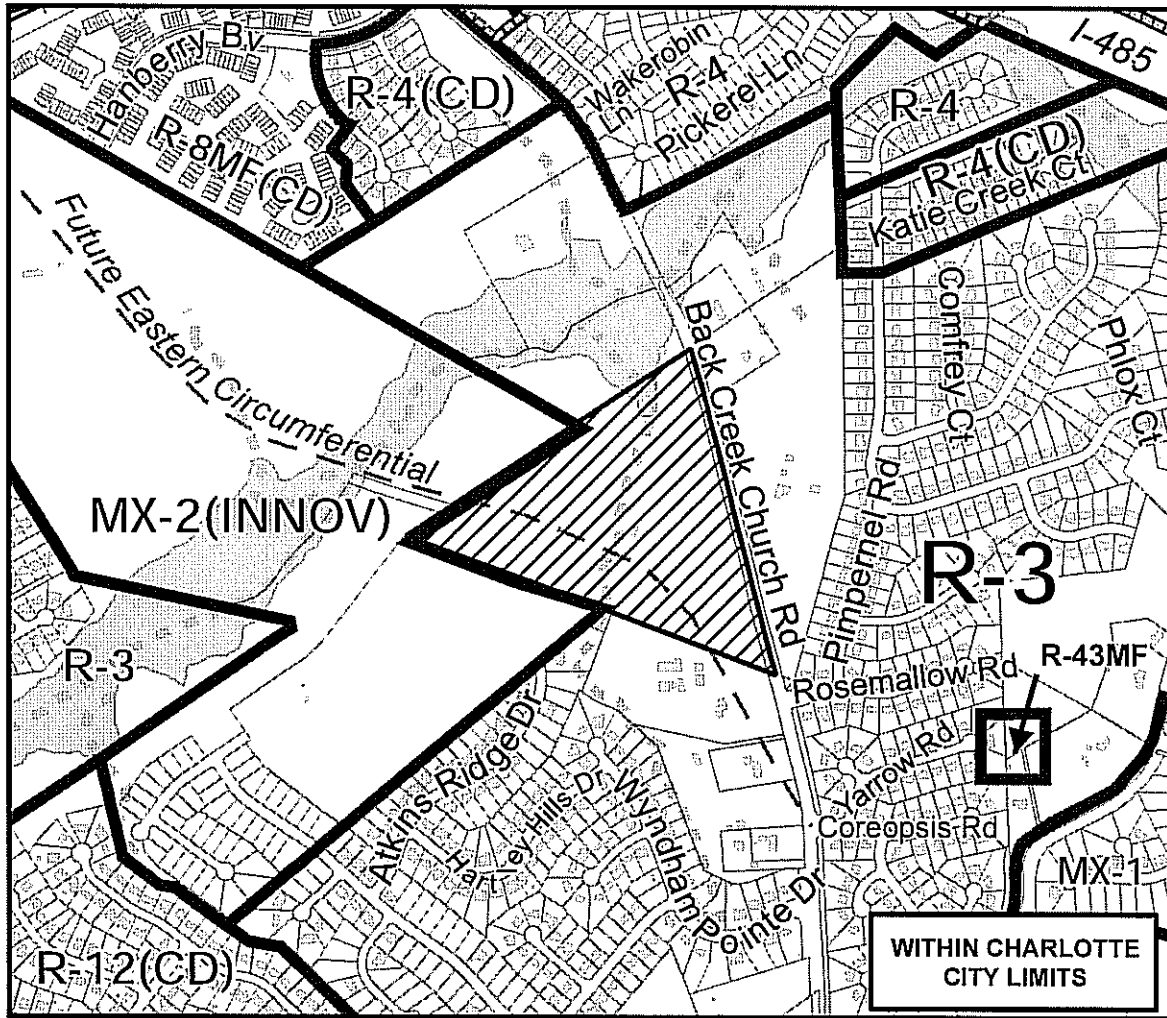 I-485
Hanberry Bv
R-4(CD)
Wakerobin
Ln
R-4
Pickerel Ln
R-4
R-8MF(CD)
R-4(CD)
Katie Creek Ct
Future Eastern Circumferential
Back Creek Church Rd
Comfrey Ct
Phlox Ct
MX-2(INNOV)
Pimpernel Rd
R-3
R-3
R-43MF
Rosemallow Rd
Atkins Ridge Dr
Hartley Hills Dr
Wyndham
Pointe Dr
Yarrow Rd
Coreopsis Rd
MX-1
R-12(CD)
WITHIN CHARLOTTE
CITY LIMITS